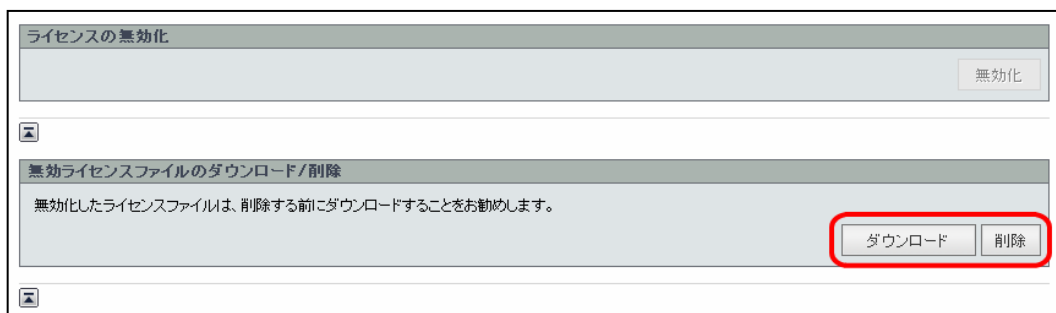 ライセンスの無効化
無効化
無効ライセンスファイルのダウンロード/削除
無効化したライセンスファイルは、削除する前にダウンロードすることをお勧めします。
ダウンロード 削除